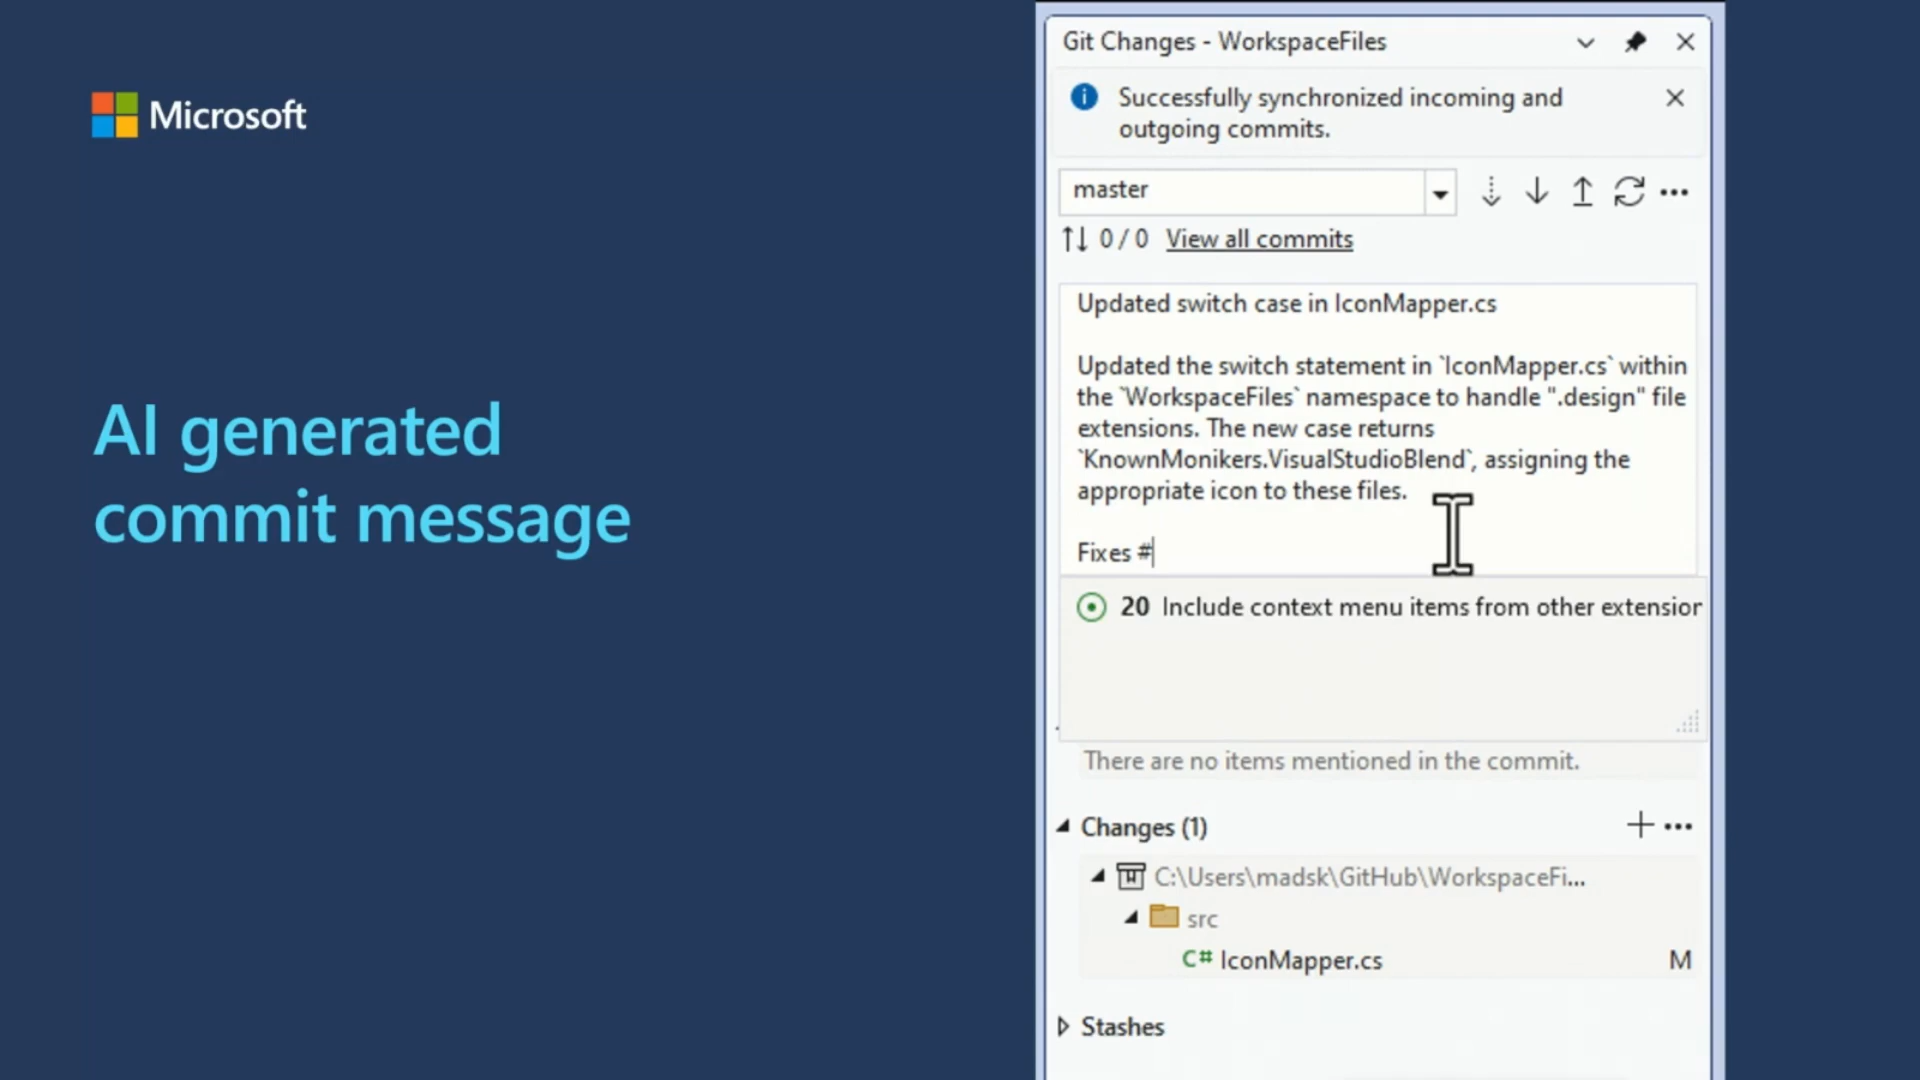 Microsoft
AI generated
commit message
Git Changes - WorkspaceFiles
Successfully synchronized incoming and
outgoing commits.
master
0 / 0 View all commits
Updated switch case in IconMapper.cs
Updated the switch statement in `IconMapper.cs` within
the `WorkspaceFiles` namespace to handle ".design" file
extensions. The new case returns
`KnownMonikers.VisualStudioBlend`, assigning the
appropriate icon to these files.
Fixes #
20 Include context menu items from other extension
There are no items mentioned in the commit.
Changes (1)
C:\Users\madsk\GitHub\WorkspaceFi...
src
C# IconMapper.cs M
Stashes